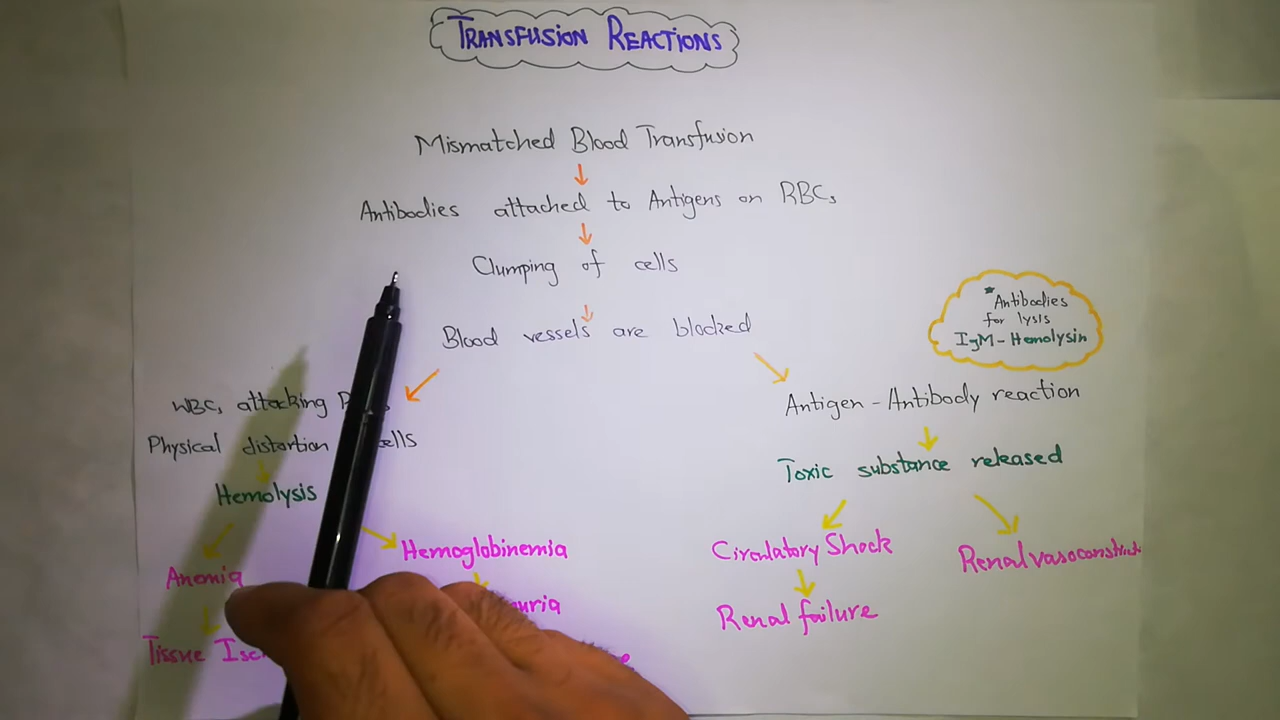 TRANSFUSION REACTIONS
Mismatched Blood Transfusion
Antibodies attached to Antigens on RBCs
Clumping of cells
Blood vessels are blocked
* Antibodies
for lysis
IgM - Hemolysin
WBCs attacking
Physical distortion cells
Hemolysis
Anemia
Hemoglobinemia
Tissue
Antigen - Antibody reaction
Toxic substance released
Circulatory Shock
Renal failure
Renal vasoconstricti